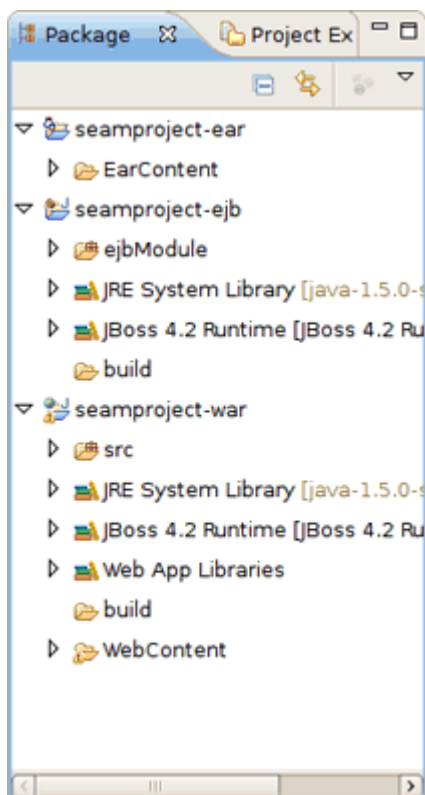 Package Project Ex
seamproject-ear
EarContent
seamproject-ejb
ejbModule
JRE System Library [java-1.5.0-s
JBoss 4.2 Runtime [JBoss 4.2 Ru
build
seamproject-war
src
JRE System Library [java-1.5.0-s
JBoss 4.2 Runtime [JBoss 4.2 Ru
Web App Libraries
build
WebContent